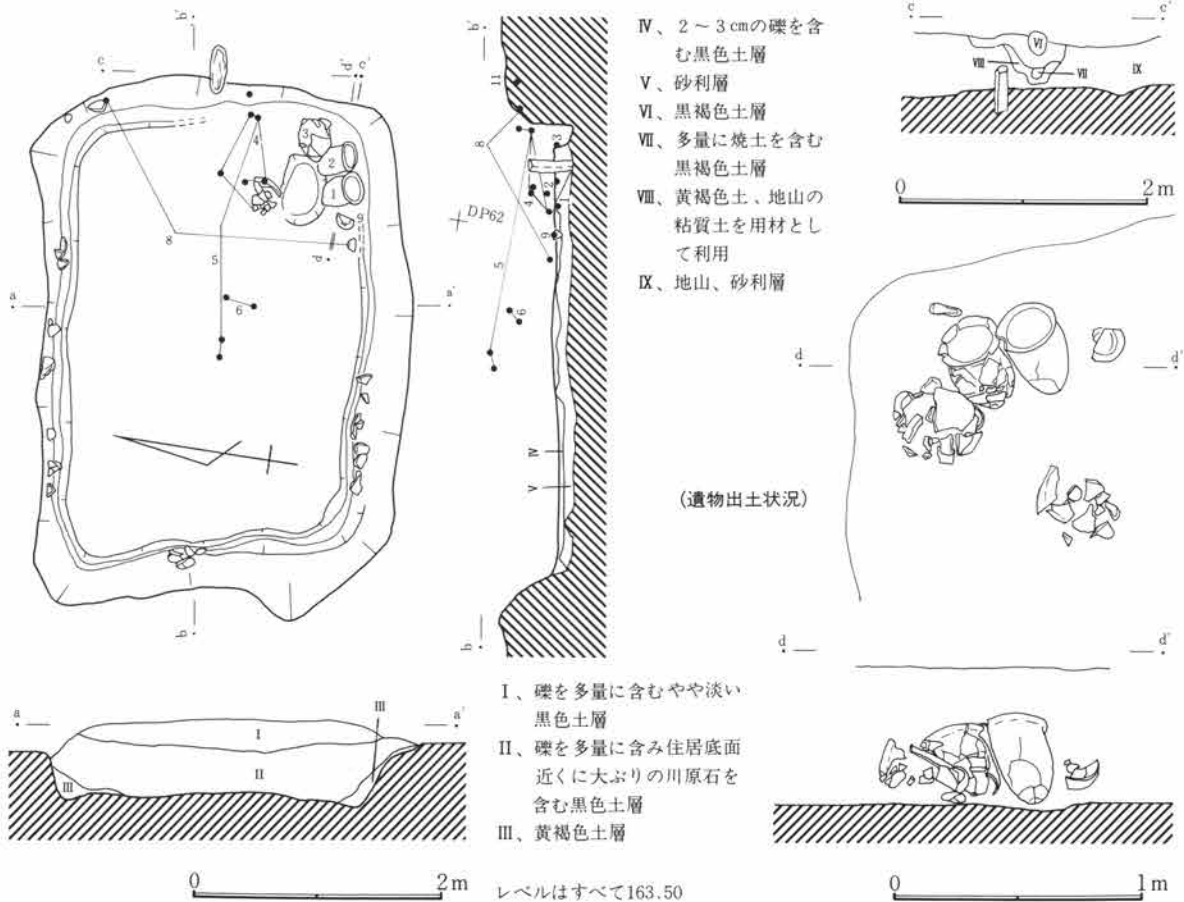 Ⅳ、2～3㎝の礫を含
む黒色土層
Ⅴ、砂利層
Ⅵ、黒褐色土層
Ⅶ、多量に焼土を含む
黒褐色土層
Ⅷ、黄褐色土、地山の
粘質土を用材とし
て利用
Ⅸ、地山、砂利層
c
c'
Ⅵ
Ⅷ
Ⅶ
Ⅸ
0
2m
b'
c
d'
c'
3
2
1
4
9
d
8
5
6
a
a'
b
b'
11
8
3
2
4
1
9
5
6
Ⅳ
Ⅴ
b
DP62
d
d'
(遺物出土状況)
d
d'
0
1m
a
a'
Ⅰ
Ⅱ
Ⅲ
Ⅲ
0
2m
Ⅰ、礫を多量に含むやや淡い
黒色土層
Ⅱ、礫を多量に含み住居底面
近くに大ぶりの川原石を
含む黒色土層
Ⅲ、黄褐色土層
レベルはすべて163.50